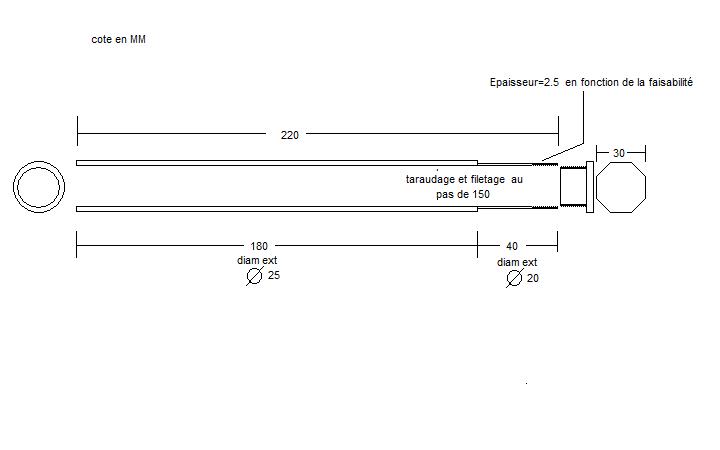 cote en MM
Epaisseur=2.5 en fonction de la faisabilité
220
30
taraudage et filetage au
pas de 150
180
40
diam ext
25
diam ext
20